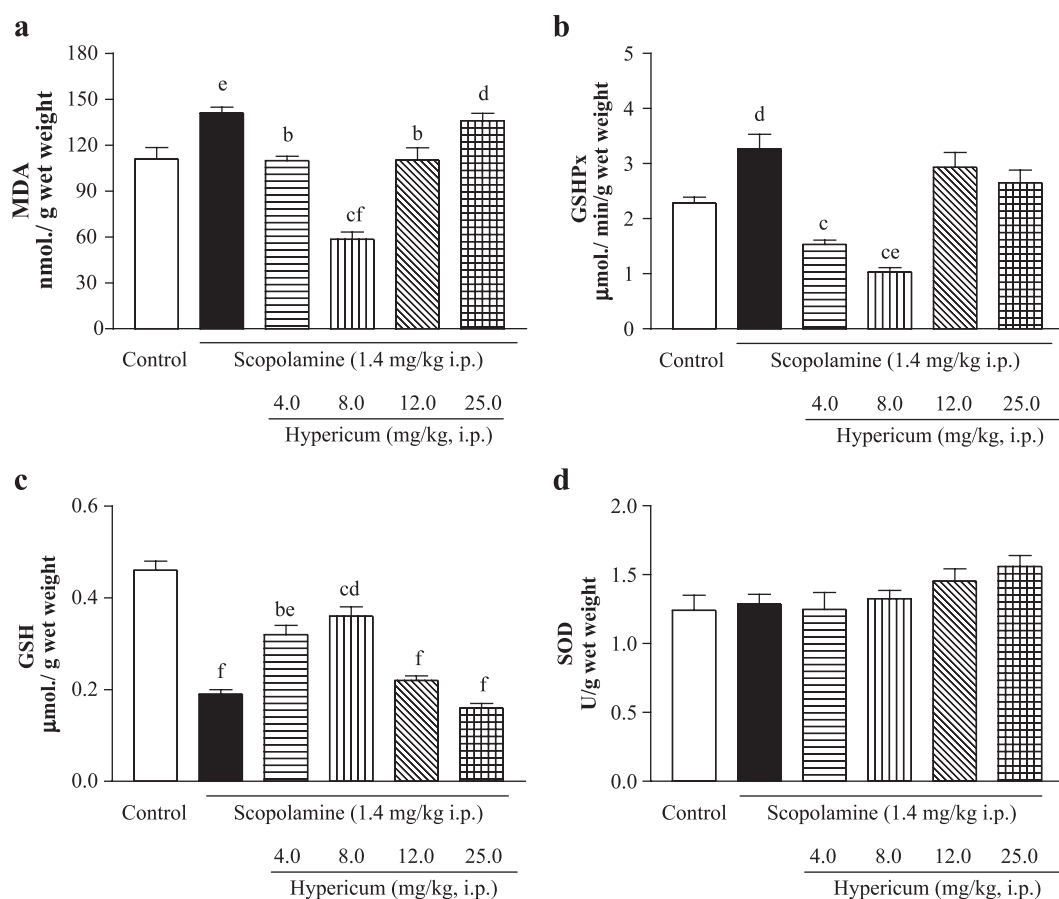 a
MDA
nmol./ g wet weight
180
150
120
90
60
30
0
e
b
cf
b
d
Control
Scopolamine (1.4 mg/kg i.p.)
4.0 8.0 12.0 25.0
Hypericum (mg/kg, i.p.)
b
GSHPx
µmol./ min/g wet weight
5
4
3
2
1
0
d
c
ce
Control
Scopolamine (1.4 mg/kg i.p.)
4.0 8.0 12.0 25.0
Hypericum (mg/kg, i.p.)
c
GSH
µmol./ g wet weight
0.6
0.4
0.2
0.0
f
be
cd
f
f
Control
Scopolamine (1.4 mg/kg i.p.)
4.0 8.0 12.0 25.0
Hypericum (mg/kg, i.p.)
d
SOD
U/g wet weight
2.0
1.5
1.0
0.5
0.0
Control
Scopolamine (1.4 mg/kg i.p.)
4.0 8.0 12.0 25.0
Hypericum (mg/kg, i.p.)